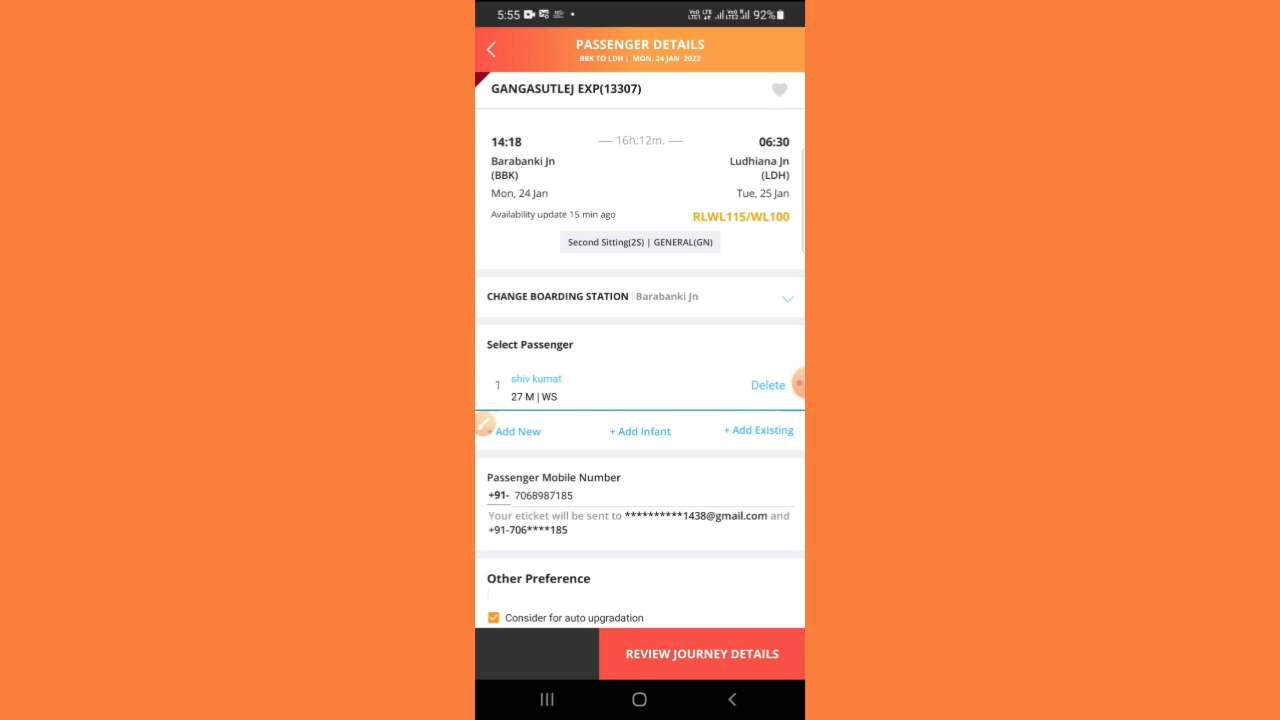 5:55 92%
PASSENGER DETAILS
BBK TO LDH | MON, 24 JAN 2022
GANGASUTLEJ EXP(13307)
14:18 16h:12m. 06:30
Barabanki Jn Ludhiana Jn
(BBK) (LDH)
Mon, 24 Jan Tue, 25 Jan
Availability update 15 min ago RLWL115/WL100
Second Sitting(2S) | GENERAL(GN)
CHANGE BOARDING STATION | Barabanki Jn
Select Passenger
1 shiv kumat Delete
27 M | WS
+ Add New + Add Infant + Add Existing
Passenger Mobile Number
+91- 7068987185
Your eticket will be sent to **********1438@gmail.com and
+91-706****185
Other Preference
Consider for auto upgradation
REVIEW JOURNEY DETAILS